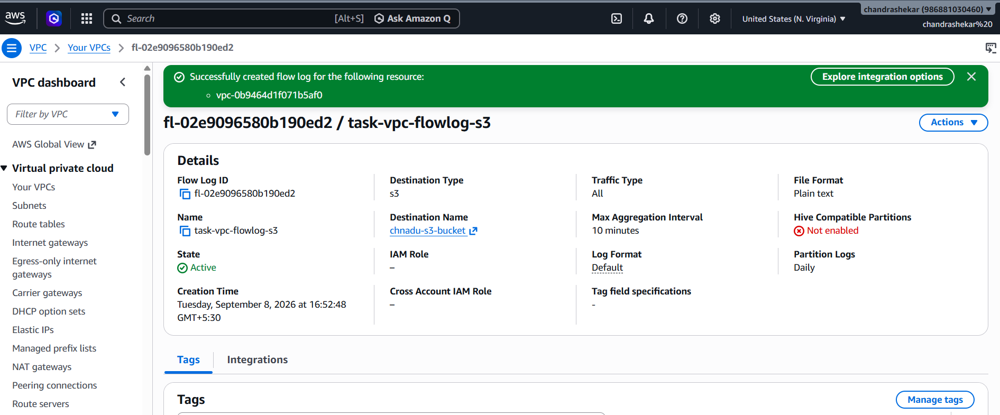 aws
Search [Alt+S] Ask Amazon Q
United States (N. Virginia)
chandrashekar (986881030460)
chandrashekar%20
VPC
Your VPCs
fl-02e9096580b190ed2
VPC dashboard
Filter by VPC
AWS Global View
Virtual private cloud
Your VPCs
Subnets
Route tables
Internet gateways
Egress-only internet
gateways
Carrier gateways
DHCP option sets
Elastic IPs
Managed prefix lists
NAT gateways
Peering connections
Route servers
Successfully created flow log for the following resource:
vpc-0b9464d1f071b5af0
Explore integration options
fl-02e9096580b190ed2 / task-vpc-flowlog-s3
Actions
Details
Flow Log ID
fl-02e9096580b190ed2
Name
task-vpc-flowlog-s3
State
Active
Creation Time
Tuesday, September 8, 2026 at 16:52:48
GMT+5:30
Destination Type
s3
Destination Name
chnadu-s3-bucket
IAM Role
–
Cross Account IAM Role
–
Traffic Type
All
Max Aggregation Interval
10 minutes
Log Format
Default
Tag field specifications
-
File Format
Plain text
Hive Compatible Partitions
Not enabled
Partition Logs
Daily
Tags
Integrations
Tags
Manage tags